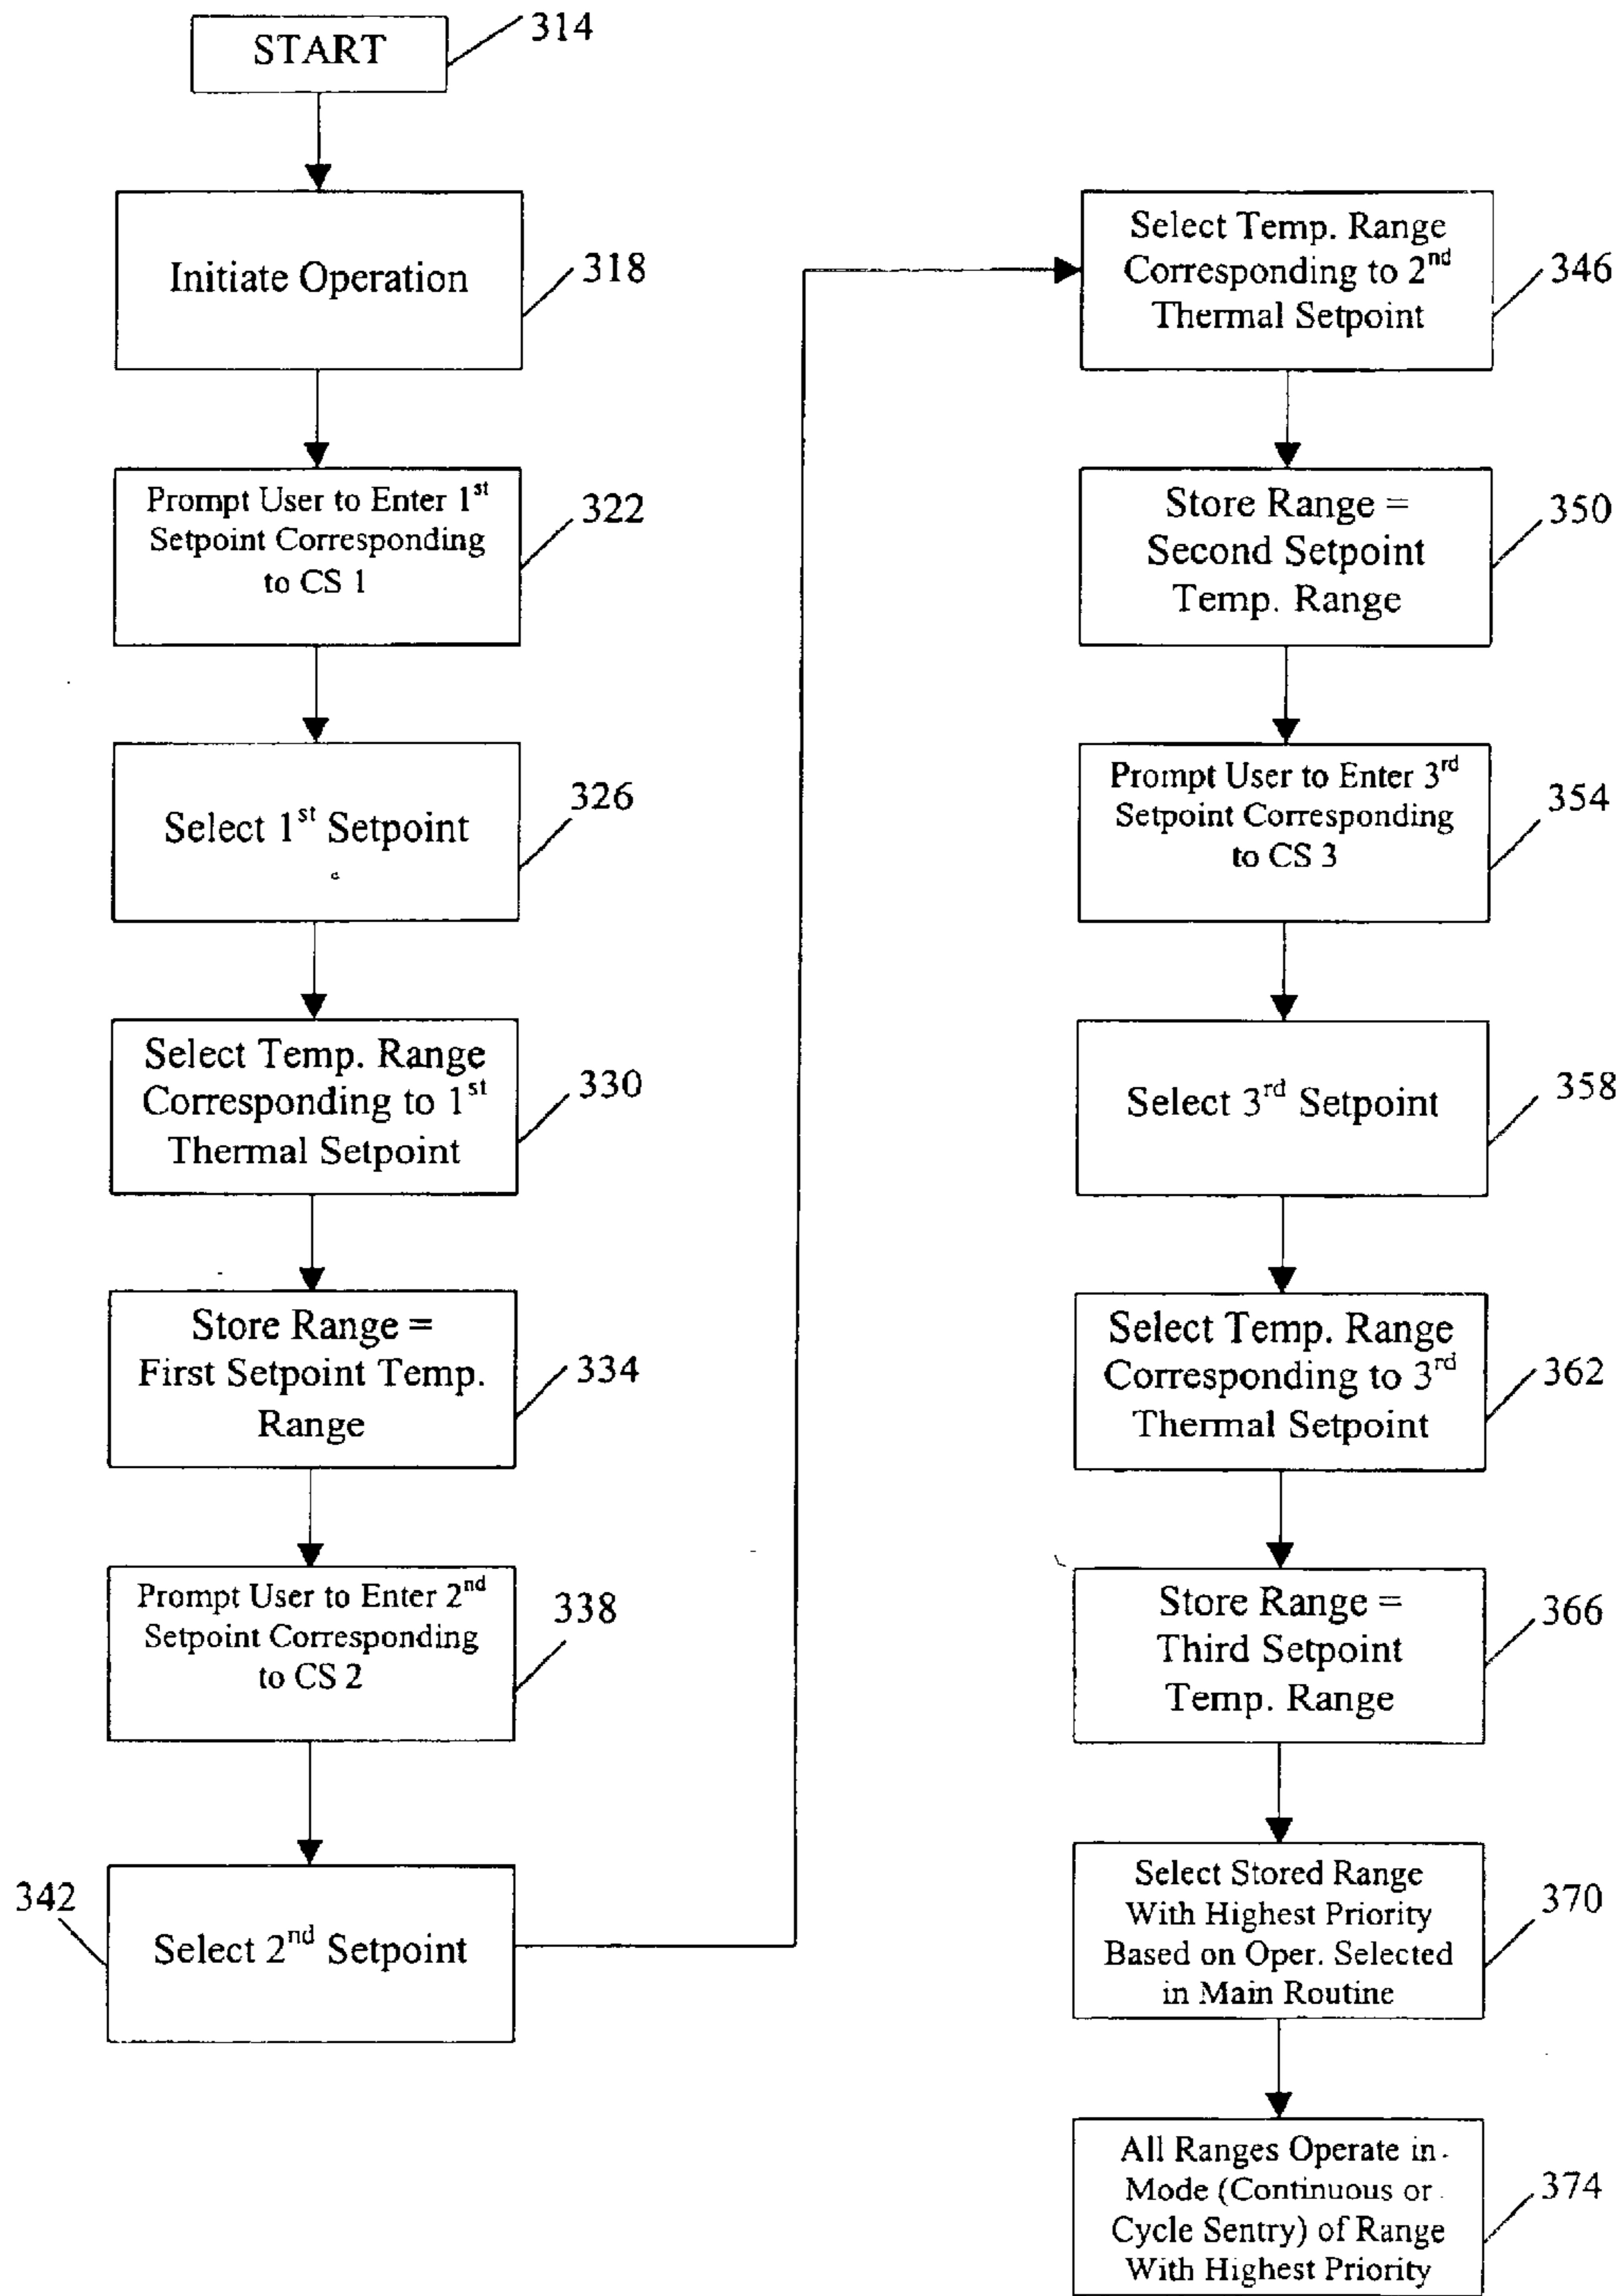 START
314
Initiate Operation
318
Prompt User to Enter 1st
Setpoint Corresponding
to CS 1
322
Select 1st Setpoint
326
Select Temp. Range
Corresponding to 1st
Thermal Setpoint
330
Store Range =
First Setpoint Temp.
Range
334
Prompt User to Enter 2nd
Setpoint Corresponding
to CS 2
338
342
Select 2nd Setpoint
Select Temp. Range
Corresponding to 2nd
Thermal Setpoint
346
Store Range =
Second Setpoint
Temp. Range
350
Prompt User to Enter 3rd
Setpoint Corresponding
to CS 3
354
Select 3rd Setpoint
358
Select Temp. Range
Corresponding to 3rd
Thermal Setpoint
362
Store Range =
Third Setpoint
Temp. Range
366
Select Stored Range
With Highest Priority
Based on Oper. Selected
in Main Routine
370
All Ranges Operate in
Mode (Continuous or
Cycle Sentry) of Range
With Highest Priority
374